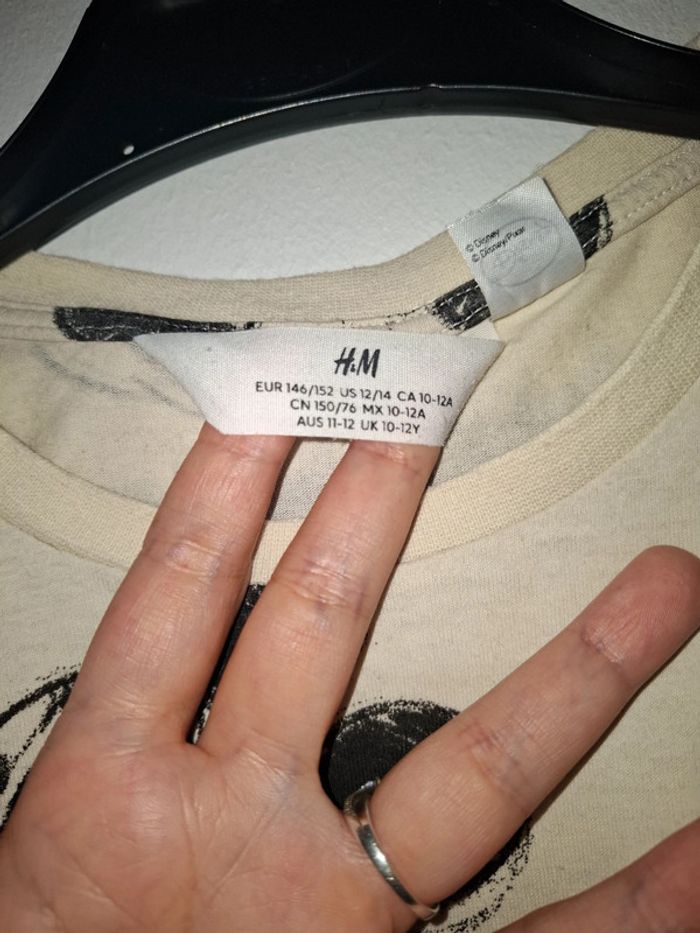 © Disney
© Disney/Pixar
H&M
EUR 146/152 US 12/14 CA 10-12A
CN 150/76 MX 10-12A
AUS 11-12 UK 10-12Y